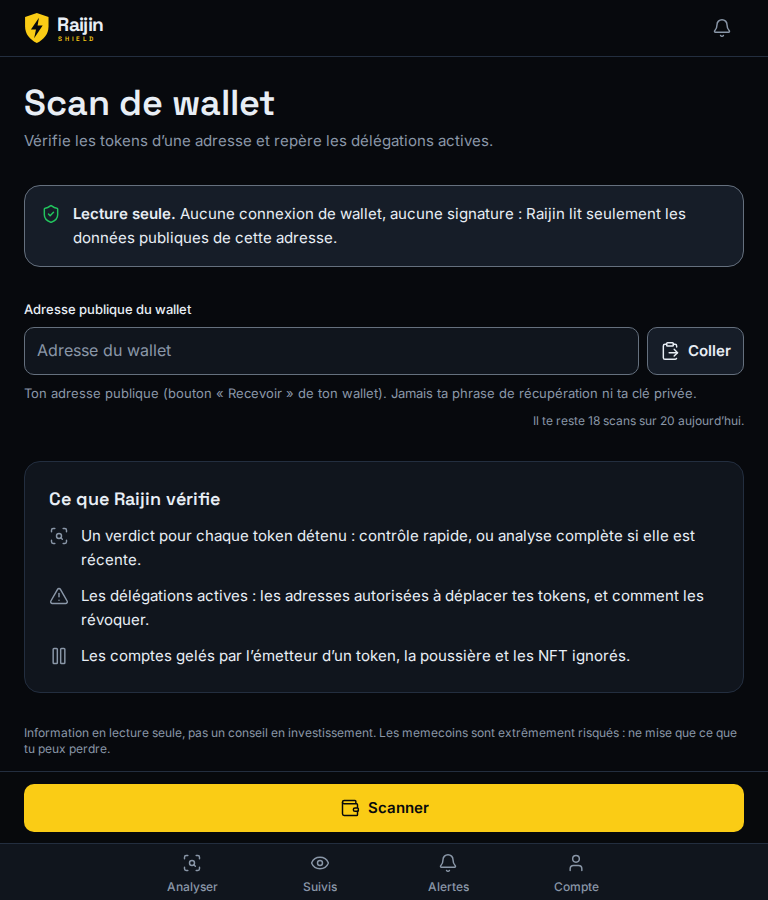 Raijin
SHIELD
Scan de wallet
Vérifie les tokens d’une adresse et repère les délégations actives.
Lecture seule. Aucune connexion de wallet, aucune signature : Raijin lit seulement les
données publiques de cette adresse.
Adresse publique du wallet
Adresse du wallet
Coller
Ton adresse publique (bouton « Recevoir » de ton wallet). Jamais ta phrase de récupération ni ta clé privée.
Il te reste 18 scans sur 20 aujourd’hui.
Ce que Raijin vérifie
Un verdict pour chaque token détenu : contrôle rapide, ou analyse complète si elle est
récente.
Les délégations actives : les adresses autorisées à déplacer tes tokens, et comment les
révoquer.
Les comptes gelés par l’émetteur d’un token, la poussière et les NFT ignorés.
Information en lecture seule, pas un conseil en investissement. Les memecoins sont extrêmement risqués : ne mise que ce que
tu peux perdre.
Scanner
Analyser
Suivis
Alertes
Compte